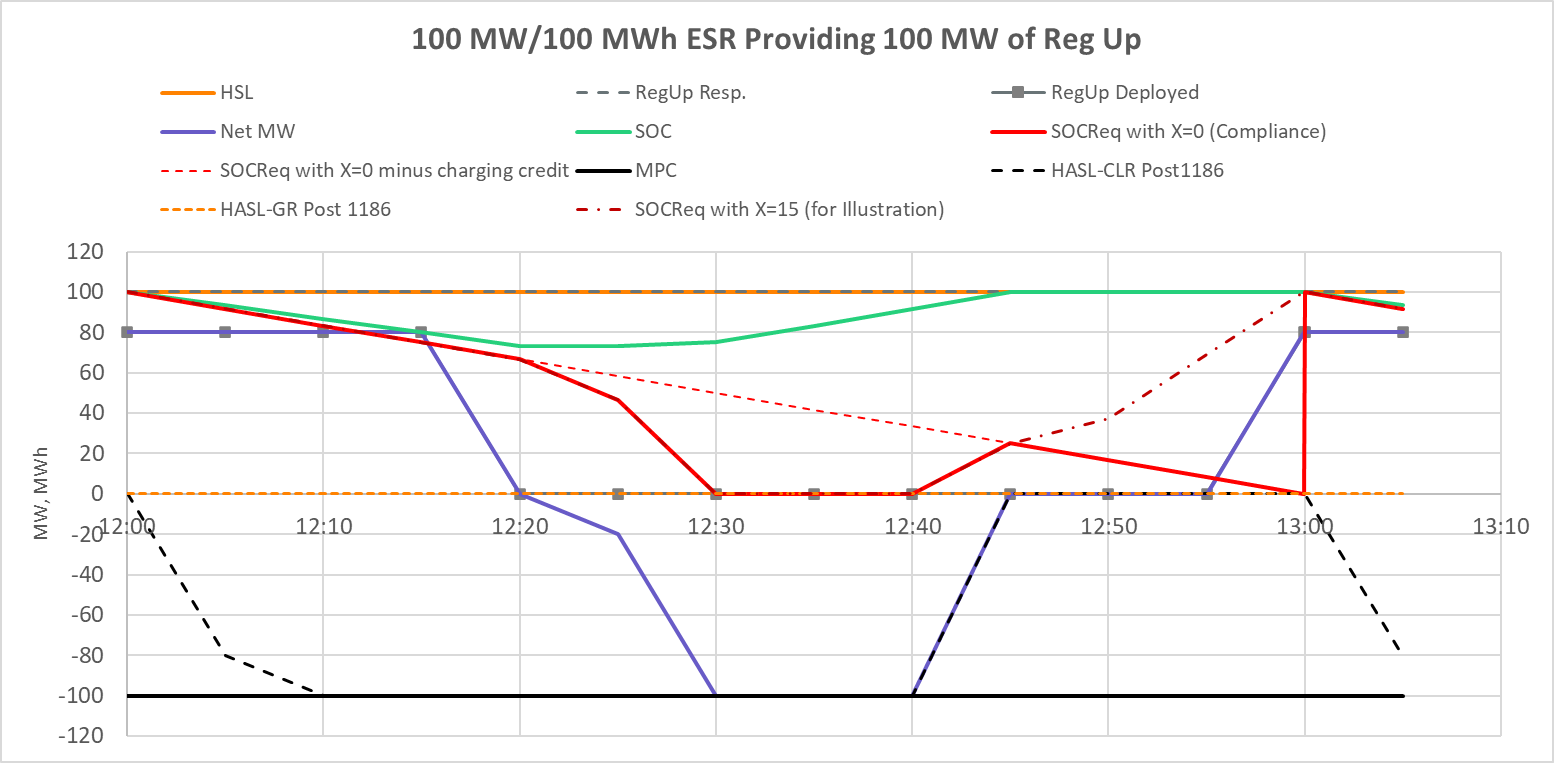 100 MW/100 MWh ESR Providing 100 MW of Reg Up
HSL RegUp Resp. RegUp Deployed
Net MW SOC SOCReq with X=0 (Compliance)
SOCReq with X=0 minus charging credit MPC HASL-CLR Post1186
HASL-GR Post 1186 SOCReq with X=15 (for Illustration)
MW, MWh
120
100
80
60
40
20
0
-20
-40
-60
-80
-100
-120
12:00 12:10 12:20 12:30 12:40 12:50 13:00 13:10